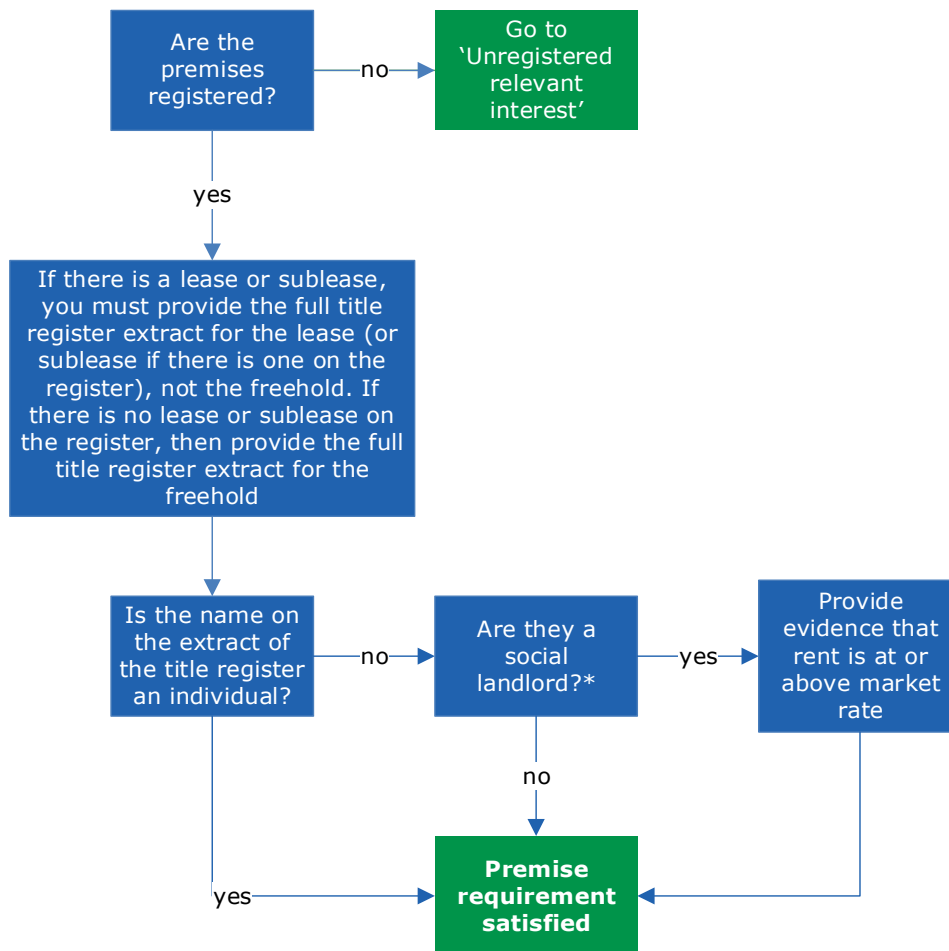 Are the
premises
registered?
no
Go to
‘Unregistered
relevant
interest’
yes
If there is a lease or sublease,
you must provide the full title
register extract for the lease (or
sublease if there is one on the
register), not the freehold. If
there is no lease or sublease on
the register, then provide the full
title register extract for the
freehold
Is the name on
the extract of
the title register
an individual?
no
Are they a
social
landlord?*
yes
Provide
evidence that
rent is at or
above market
rate
no
yes
Premise
requirement
satisfied